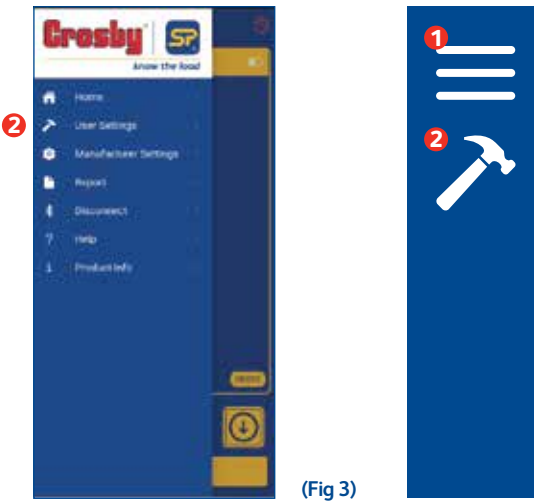 Crosby SP
know the load
Home
2 User Settings
Manufacturer Settings
Report
Disconnect
Help
Product Info
(Fig 3)
1
2